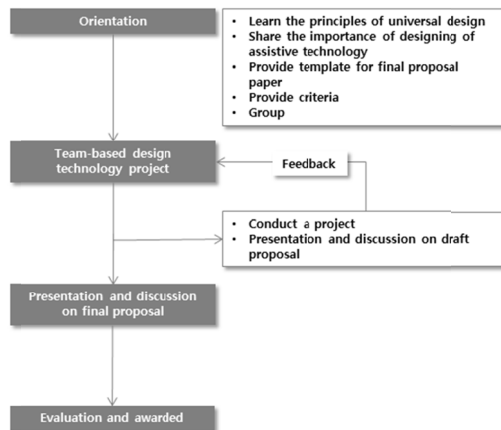 Orientation
• Learn the principles of universal design
• Share the importance of designing of
assistive technology
• Provide template for final proposal
paper
• Provide criteria
• Group
Team-based design
technology project
Feedback
• Conduct a project
• Presentation and discussion on draft
proposal
Presentation and discussion
on final proposal
Evaluation and awarded